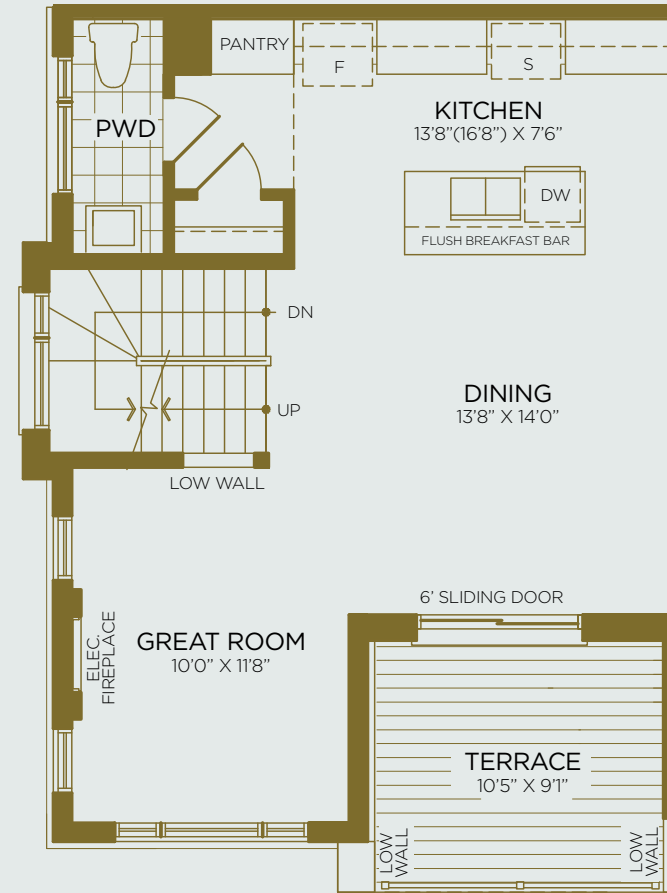 PANTRY
F
S
PWD
KITCHEN
13'8”(16'8”) X 7'6”
DW
FLUSH BREAKFAST BAR
DN
UP
DINING
13'8” X 14'0”
LOW WALL
6' SLIDING DOOR
ELEC.
FIREPLACE
GREAT ROOM
10'0” X 11'8”
TERRACE
10'5” X 9'1”
LOW
WALL
LOW
WALL